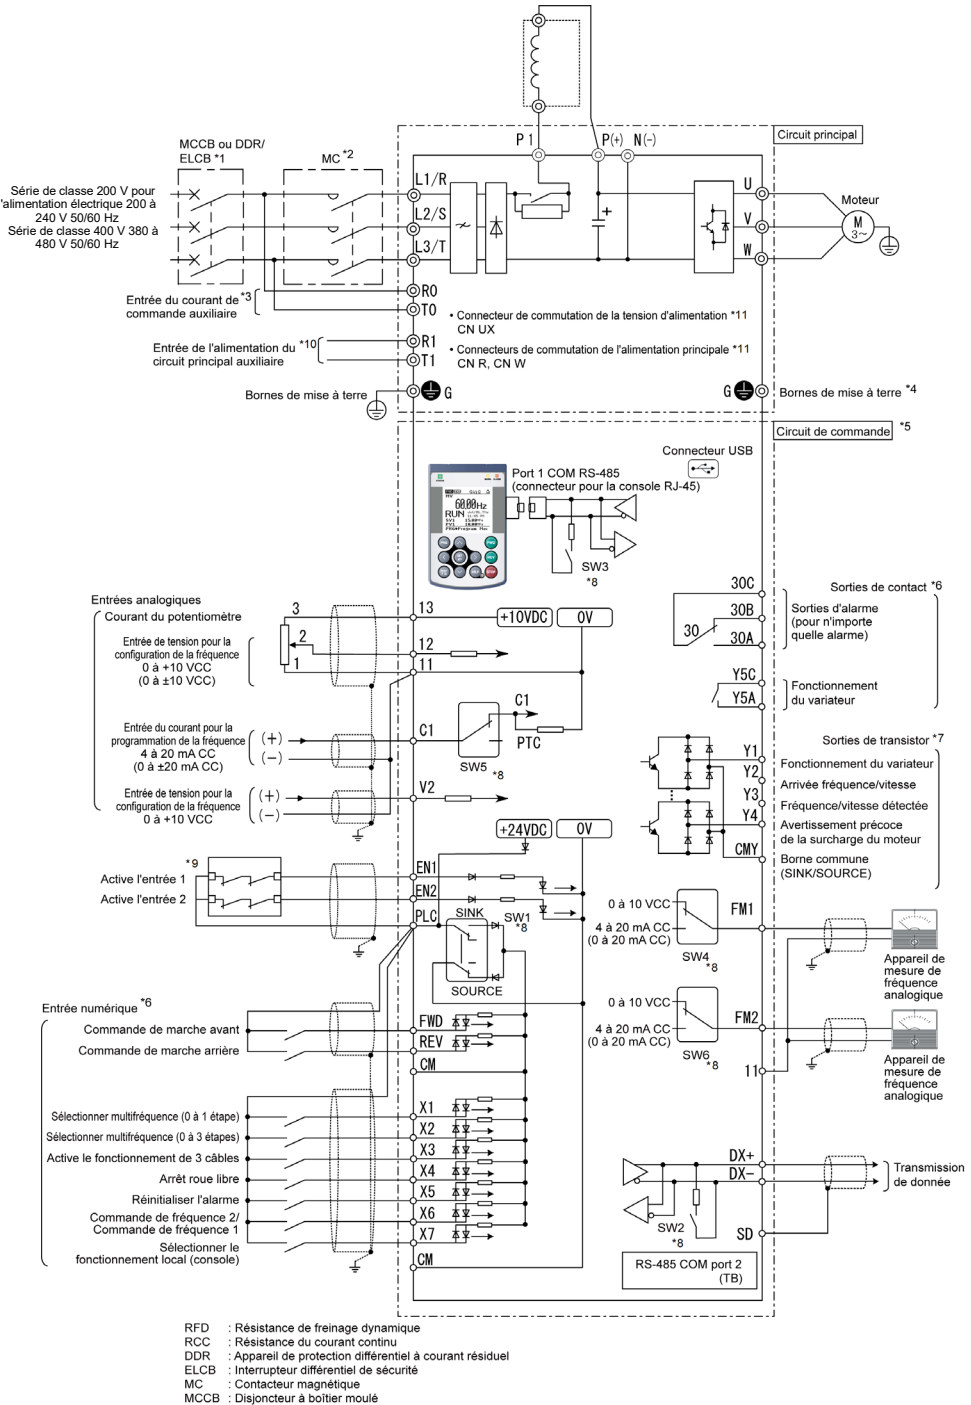 P1
P(+) N(-)
Circuit principal
MCCB ou DDR/
ELCB *1
MC *2
Série de classe 200 V pour
'alimentation électrique 200 à
240 V 50/60 Hz
Série de classe 400 V 380 à
480 V 50/60 Hz
L1/R
L2/S
L3/T
+
U
V
W
Moteur
M
3~
Entrée du courant de *3
commande auxiliaire
R0
T0
• Connecteur de commutation de la tension d'alimentation *11
CN UX
Entrée de l'alimentation du *10
circuit principal auxiliaire
R1
T1
• Connecteurs de commutation de l'alimentation principale *11
CN R, CN W
Bornes de mise à terre
G
G
Bornes de mise à terre *4
Circuit de commande *5
Connecteur USB
Port 1 COM RS-485
(connecteur pour la console RJ-45)
60.00Hz
RUN
SW3
*8
Entrées analogiques
Courant du potentiomètre
Entrée de tension pour la
configuration de la fréquence
0 à +10 VCC
(0 à ±10 VCC)
3
2
1
13
12
11
+10VDC
0V
Entrée du courant pour la
programmation de la fréquence
4 à 20 mA CC
(0 à ±20 mA CC)
(+)
(-)
C1
C1
PTC
SW5
*8
Entrée de tension pour la
configuration de la fréquence
0 à +10 VCC
(+)
(-)
V2
+24VDC
0V
30C
30B
30
30A
Sorties de contact *6
Sorties d'alarme
(pour n'importe
quelle alarme)
Y5C
Y5A
Fonctionnement
du variateur
Sorties de transistor *7
Y1
Y2
Y3
Y4
CMY
Fonctionnement du variateur
Arrivée fréquence/vitesse
Fréquence/vitesse détectée
Avertissement précoce
de la surcharge du moteur
Borne commune
(SINK/SOURCE)
*9
Active l'entrée 1
Active l'entrée 2
EN1
EN2
PLC
SINK
SW1
*8
SOURCE
0 à 10 VCC
4 à 20 mA CC
(0 à 20 mA CC)
FM1
SW4
*8
Appareil de
mesure de
fréquence
analogique
0 à 10 VCC
4 à 20 mA CC
(0 à 20 mA CC)
FM2
SW6
*8
11
Appareil de
mesure de
fréquence
analogique
Entrée numérique *6
Commande de marche avant
Commande de marche arrière
FWD
REV
CM
Sélectionner multifréquence (0 à 1 étape)
Sélectionner multifréquence (0 à 3 étapes)
Active le fonctionnement de 3 câbles
Arrêt roue libre
Réinitialiser l'alarme
Commande de fréquence 2/
Commande de fréquence 1
Sélectionner le
fonctionnement local (console)
X1
X2
X3
X4
X5
X6
X7
CM
DX+
DX-
SD
SW2
*8
Transmission
de donnée
RS-485 COM port 2
(TB)
RFD : Résistance de freinage dynamique
RCC : Résistance du courant continu
DDR : Appareil de protection différentiel à courant résiduel
ELCB : Interrupteur différentiel de sécurité
MC : Contacteur magnétique
MCCB : Disjoncteur à boîtier moulé